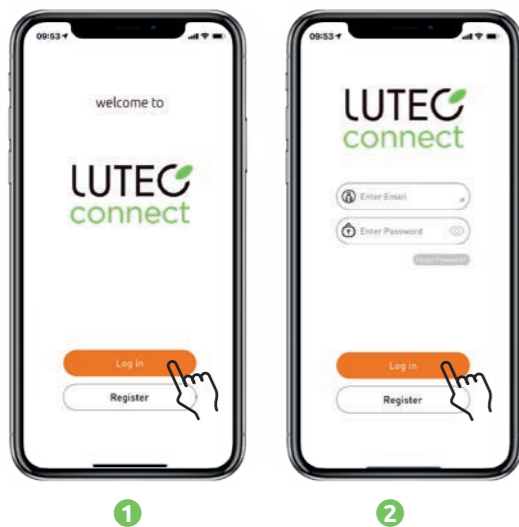 09:53
welcome to
LUTEC
connect
Log in
Register
1
09:53
LUTEC
connect
Enter Email
Enter Password
Forgot Password?
Log in
Register
2